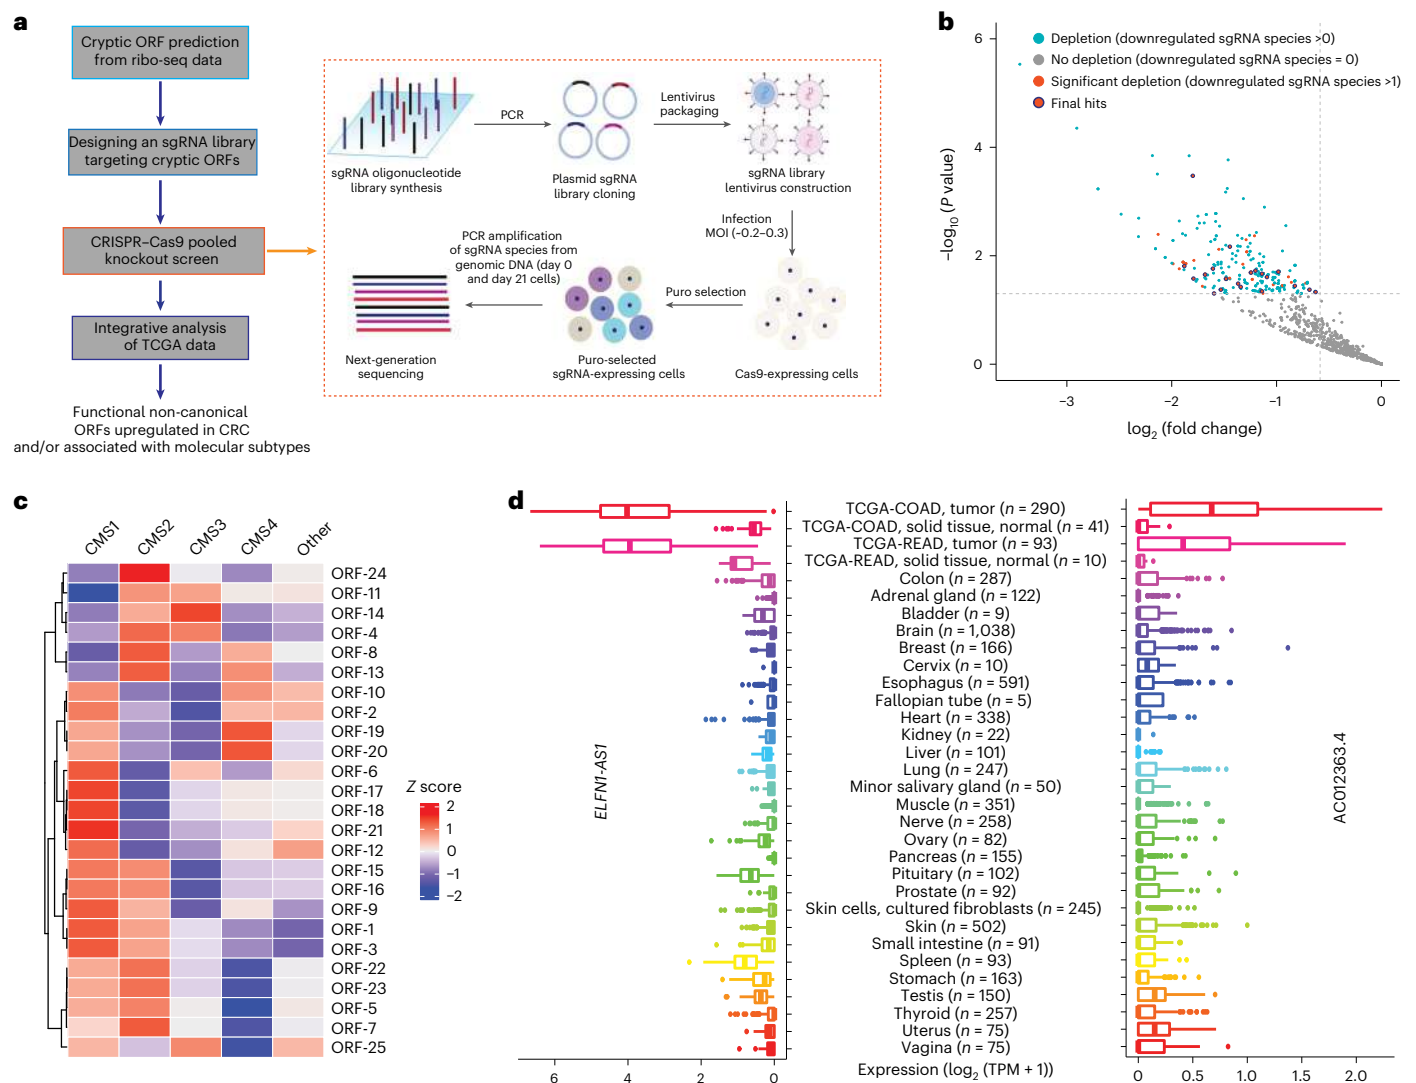 a
Cryptic ORF prediction
from ribo-seq data
Designing an sgRNA library
targeting cryptic ORFs
CRISPR–Cas9 pooled
knockout screen
Integrative analysis
of TCGA data
Functional non-canonical
ORFs upregulated in CRC
and/or associated with molecular subtypes
sgRNA oligonucleotide
library synthesis
PCR
Plasmid sgRNA
library cloning
Lentivirus
packaging
sgRNA library
lentivirus construction
Infection
MOI (~0.2–0.3)
Cas9-expressing cells
Puro selection
Puro-selected
sgRNA-expressing cells
PCR amplification
of sgRNA species from
genomic DNA (day 0
and day 21 cells)
Next-generation
sequencing
b
Depletion (downregulated sgRNA species >0)
No depletion (downregulated sgRNA species = 0)
Significant depletion (downregulated sgRNA species >1)
Final hits
−log10 (P value)
6
4
2
0
−3 −2 −1 0
log2 (fold change)
c
CMS1 CMS2 CMS3 CMS4 Other
ORF-24
ORF-11
ORF-14
ORF-4
ORF-8
ORF-13
ORF-10
ORF-2
ORF-19
ORF-20
ORF-6
ORF-17
ORF-18
ORF-21
ORF-12
ORF-15
ORF-16
ORF-9
ORF-1
ORF-3
ORF-22
ORF-23
ORF-5
ORF-7
ORF-25
Z score
2
1
0
−1
−2
d
ELFN1-AS1
TCGA-COAD, tumor (n = 290)
TCGA-COAD, solid tissue, normal (n = 41)
TCGA-READ, tumor (n = 93)
TCGA-READ, solid tissue, normal (n = 10)
Colon (n = 287)
Adrenal gland (n = 122)
Bladder (n = 9)
Brain (n = 1,038)
Breast (n = 166)
Cervix (n = 10)
Esophagus (n = 591)
Fallopian tube (n = 5)
Heart (n = 338)
Kidney (n = 22)
Liver (n = 101)
Lung (n = 247)
Minor salivary gland (n = 50)
Muscle (n = 351)
Nerve (n = 258)
Ovary (n = 82)
Pancreas (n = 155)
Pituitary (n = 102)
Prostate (n = 92)
Skin cells, cultured fibroblasts (n = 245)
Skin (n = 502)
Small intestine (n = 91)
Spleen (n = 93)
Stomach (n = 163)
Testis (n = 150)
Thyroid (n = 257)
Uterus (n = 75)
Vagina (n = 75)
AC012363.4
6 4 2 0
Expression (log2 (TPM + 1))
0 0.5 1.0 1.5 2.0